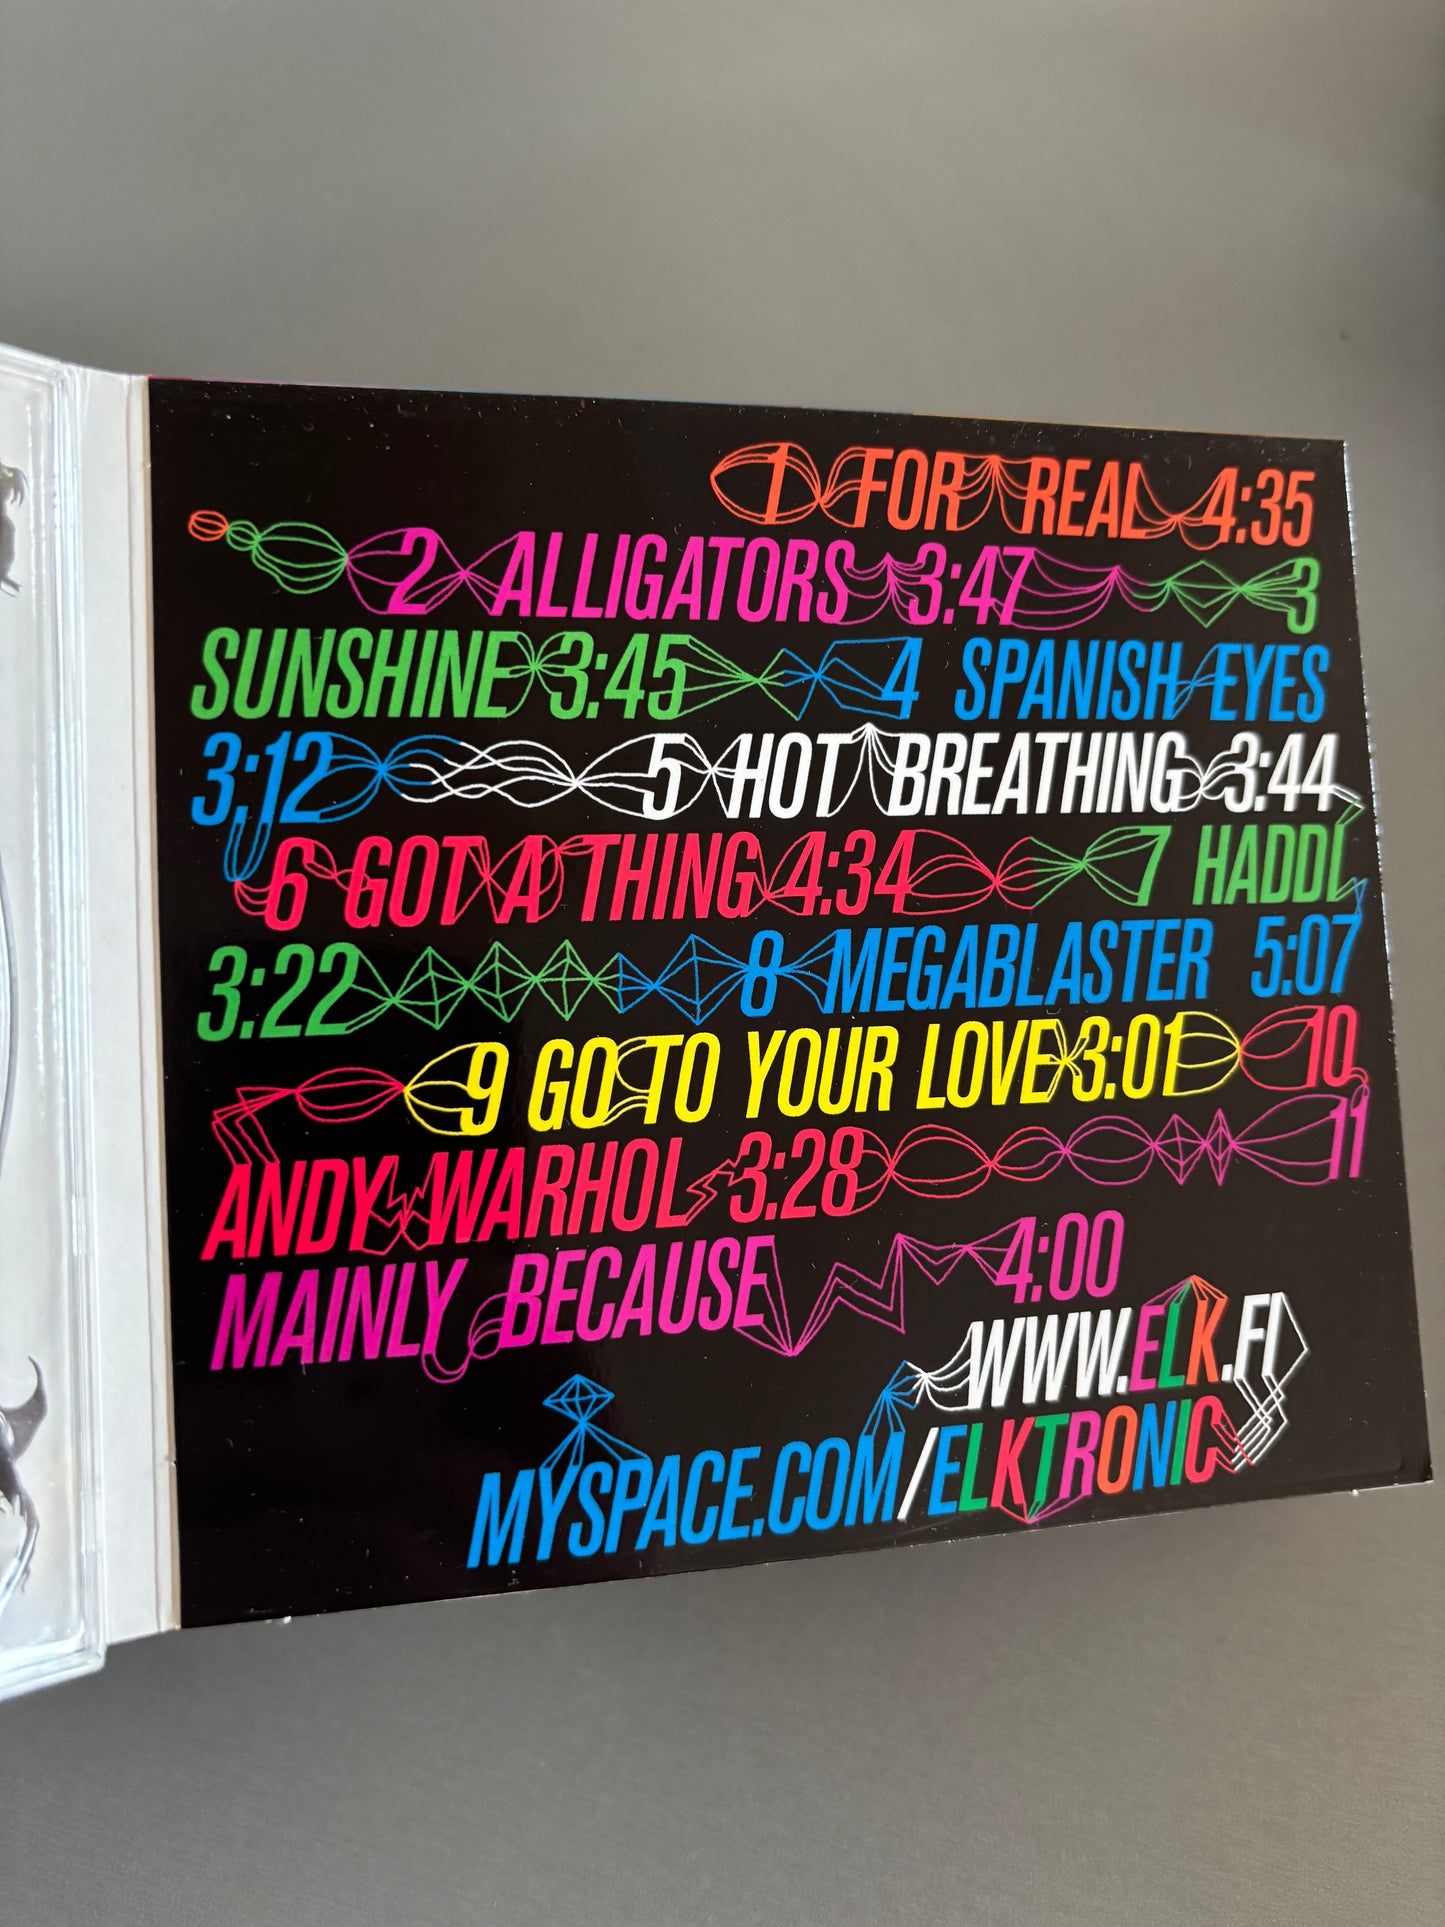 1 FOR REAL 4:35
2 ALLIGATORS 3:47 3
SUNSHINE 3:45 4 SPANISH EYES
3:12 5 HOT BREATHING 3:44
6 GOT A THING 4:34 7 HADDL
3:22 8 MEGABLASTER 5:07
9 GO TO YOUR LOVE 3:01 10
ANDY WARHOL 3:28 11
MAINLY BECAUSE 4:00
WWW.ELK.FI
MYSPACE.COM/ELKTRONIC